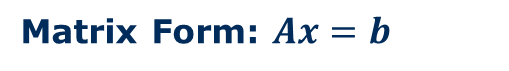 Matrix Form: Ax = b